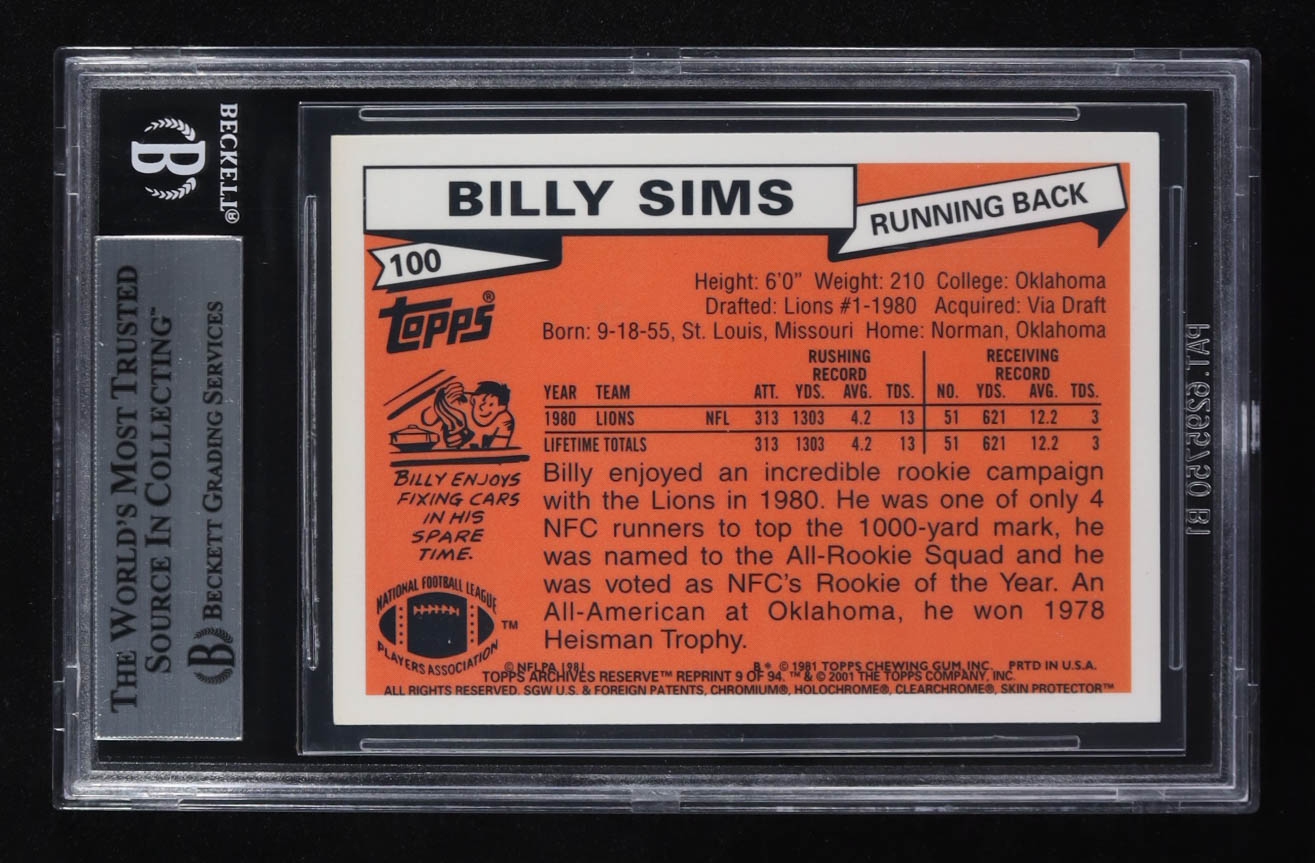 BECKETT®
B
THE WORLD'S MOST TRUSTED
SOURCE IN COLLECTING™
B BECKETT GRADING SERVICES
BILLY SIMS
RUNNING BACK
100
TOPPS®
Height: 6'0" Weight: 210 College: Oklahoma
Drafted: Lions #1-1980 Acquired: Via Draft
Born: 9-18-55, St. Louis, Missouri Home: Norman, Oklahoma
RUSHING RECORD RECEIVING RECORD
YEAR TEAM ATT. YDS. AVG. TDS. NO. YDS. AVG. TDS.
1980 LIONS NFL 313 1303 4.2 13 51 621 12.2 3
LIFETIME TOTALS 313 1303 4.2 13 51 621 12.2 3
BILLY ENJOYS
FIXING CARS
IN HIS
SPARE
TIME.
Billy enjoyed an incredible rookie campaign
with the Lions in 1980. He was one of only 4
NFC runners to top the 1000-yard mark, he
was named to the All-Rookie Squad and he
was voted as NFC's Rookie of the Year. An
All-American at Oklahoma, he won 1978
Heisman Trophy.
NATIONAL FOOTBALL LEAGUE
PLAYERS ASSOCIATION
TM
© NFLPA 1981 B* © 1981 TOPPS CHEWING GUM, INC. PRTD IN U.S.A.
TOPPS ARCHIVES RESERVE™ REPRINT 9 OF 94. ™ & © 2001 THE TOPPS COMPANY, INC.
ALL RIGHTS RESERVED. SGW U.S. & FOREIGN PATENTS, CHROMIUM®, HOLOCHROME®, CLEARCHROME®, SKIN PROTECTOR™